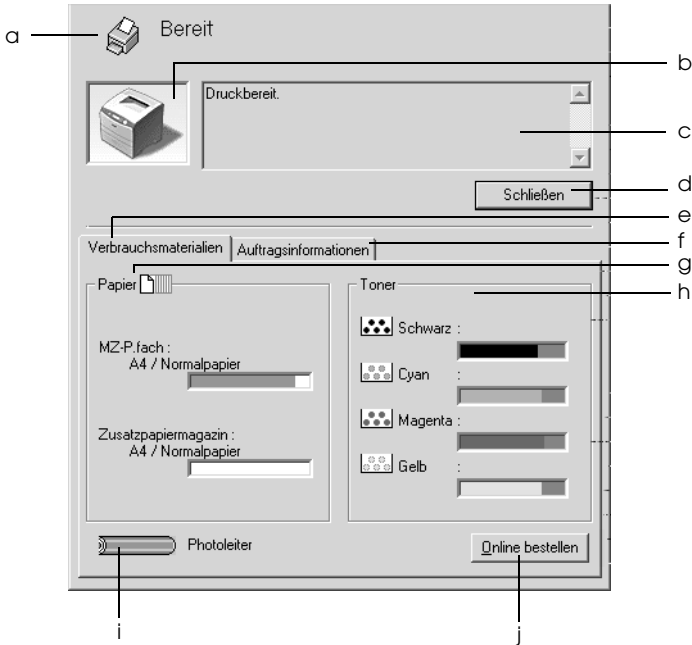 a
Bereit
b
Druckbereit.
c
d
Schließen
e
Verbrauchsmaterialien
Auftragsinformationen
f
g
Papier
Toner
h
MZ-P.fach :
A4 / Normalpapier
Zusatzpapiermagazin :
A4 / Normalpapier
Schwarz :
Cyan :
Magenta :
Gelb :
Photoleiter
Online bestellen
i
j